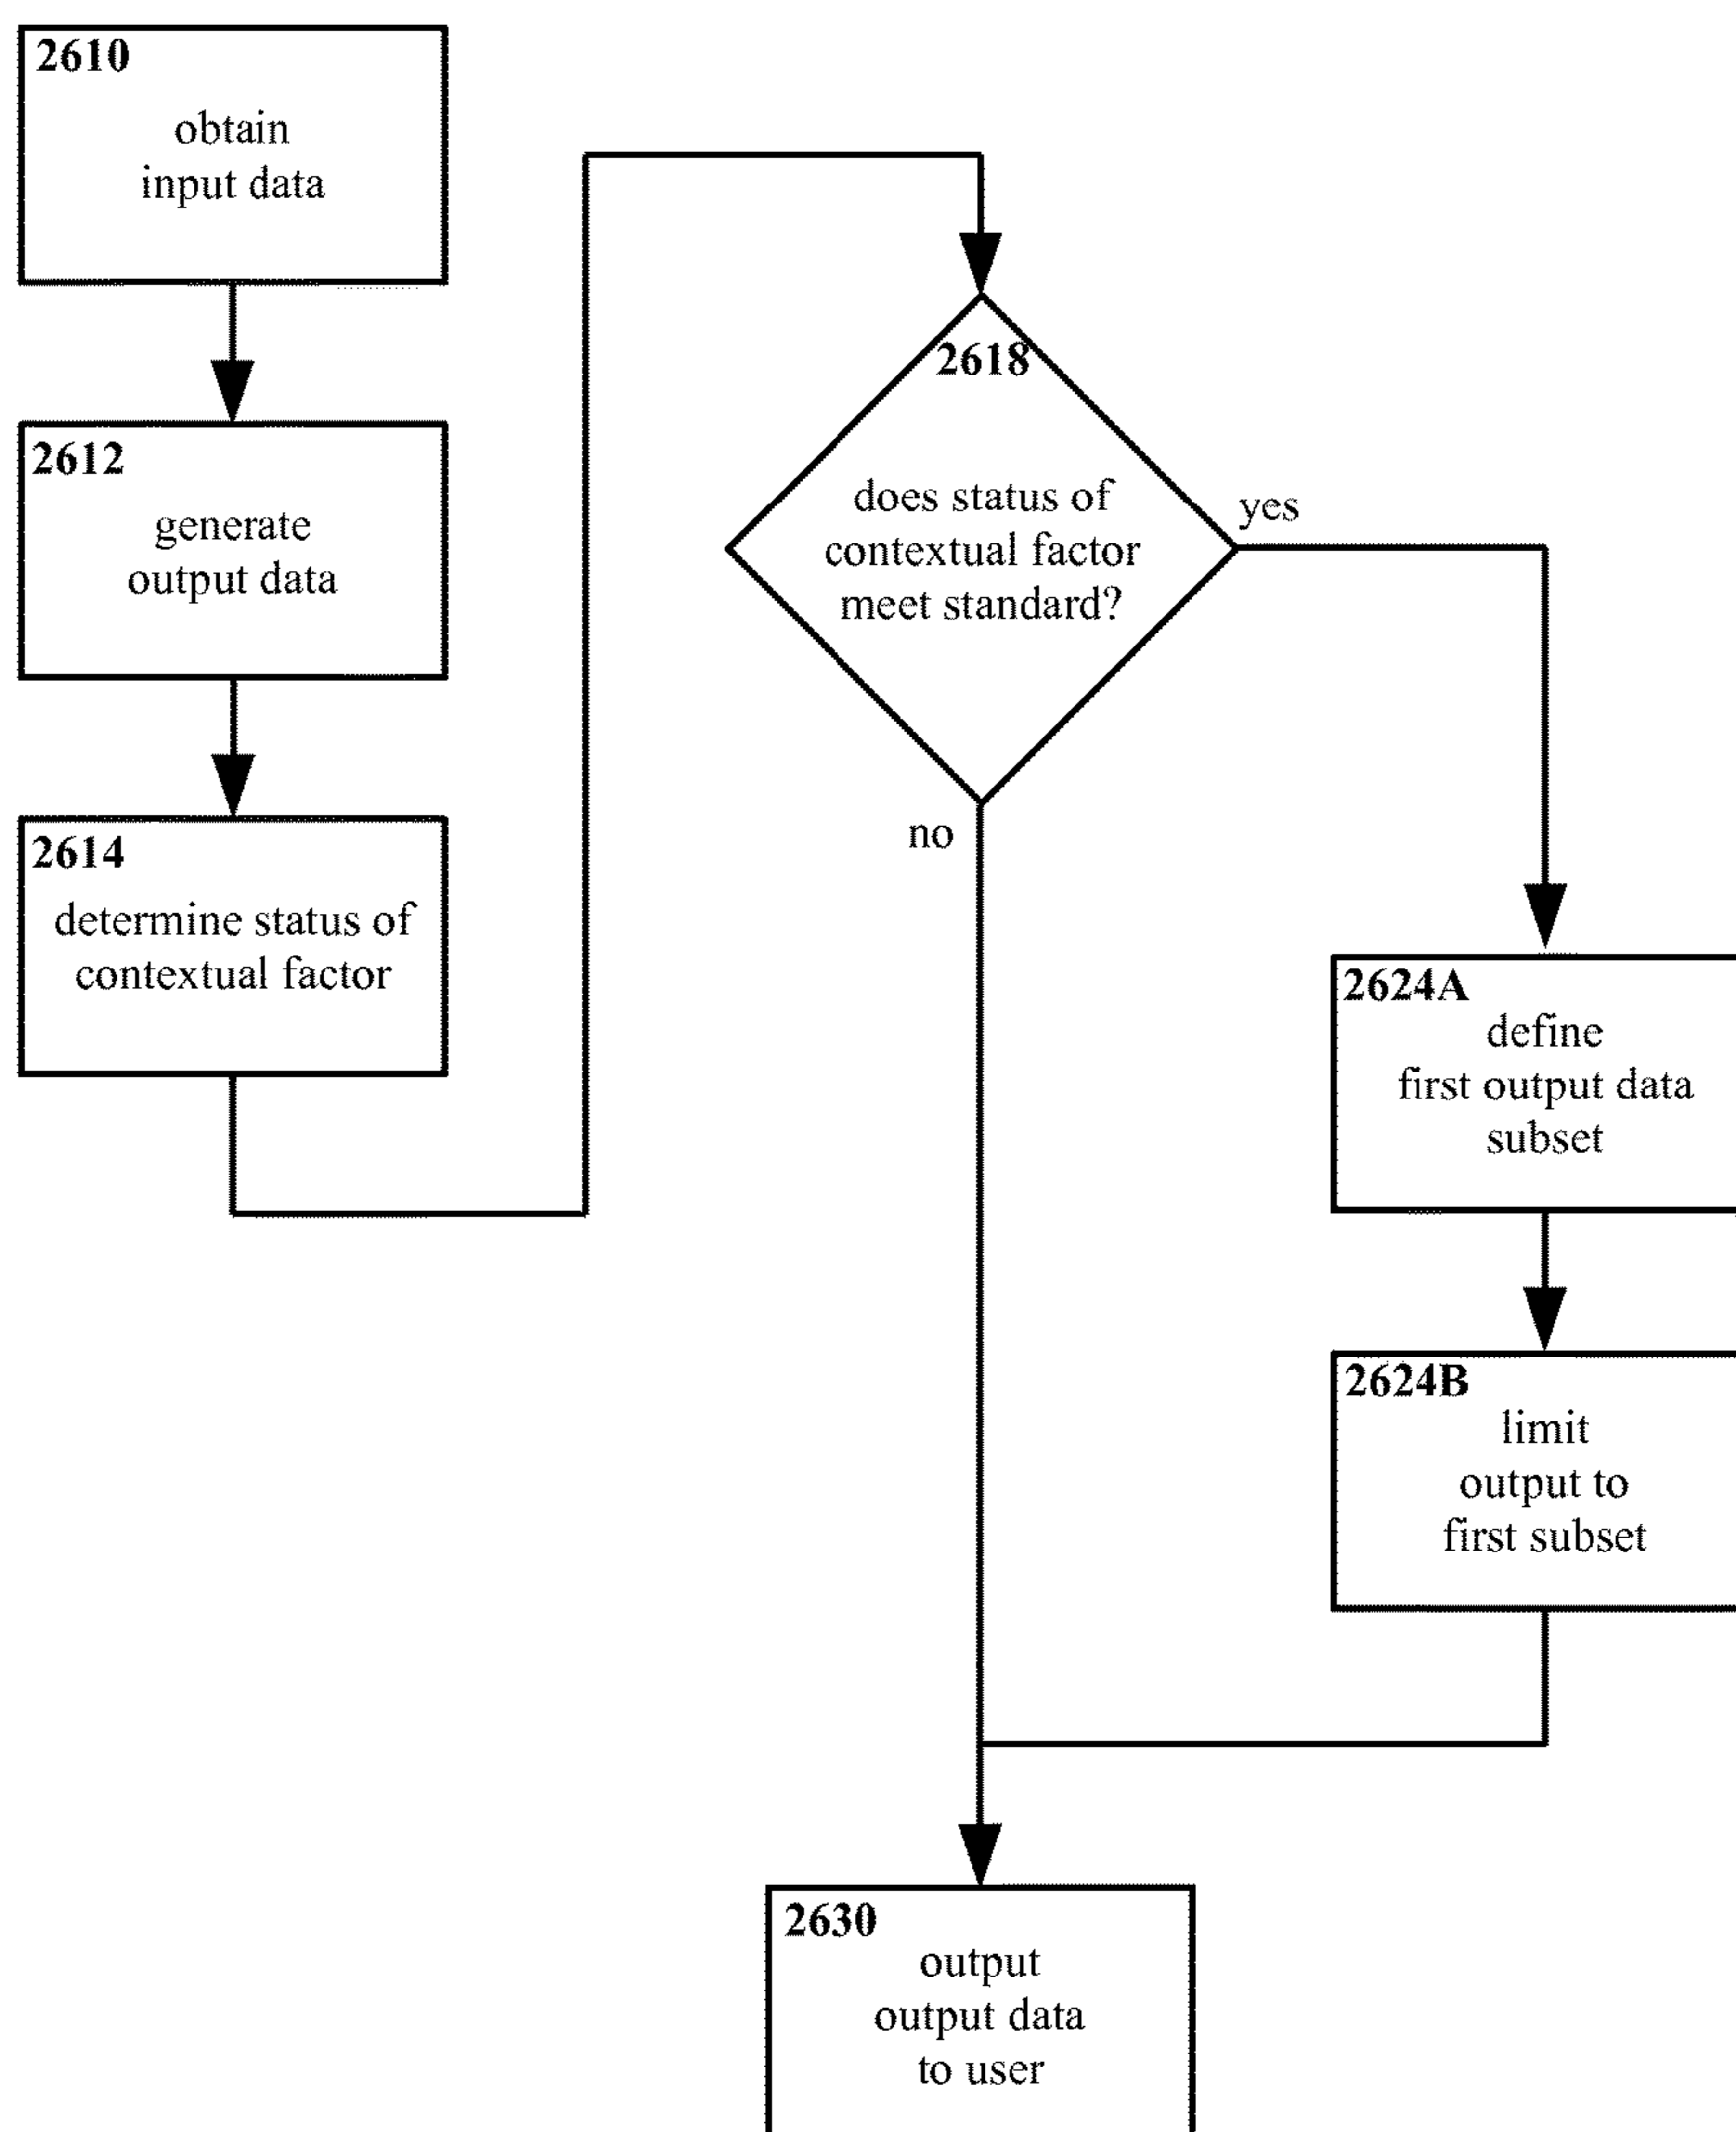 2610
obtain
input data
2612
generate
output data
2614
determine status of
contextual factor
2618
does status of
contextual factor
meet standard?
yes
no
2624A
define
first output data
subset
2624B
limit
output to
first subset
2630
output
output data
to user